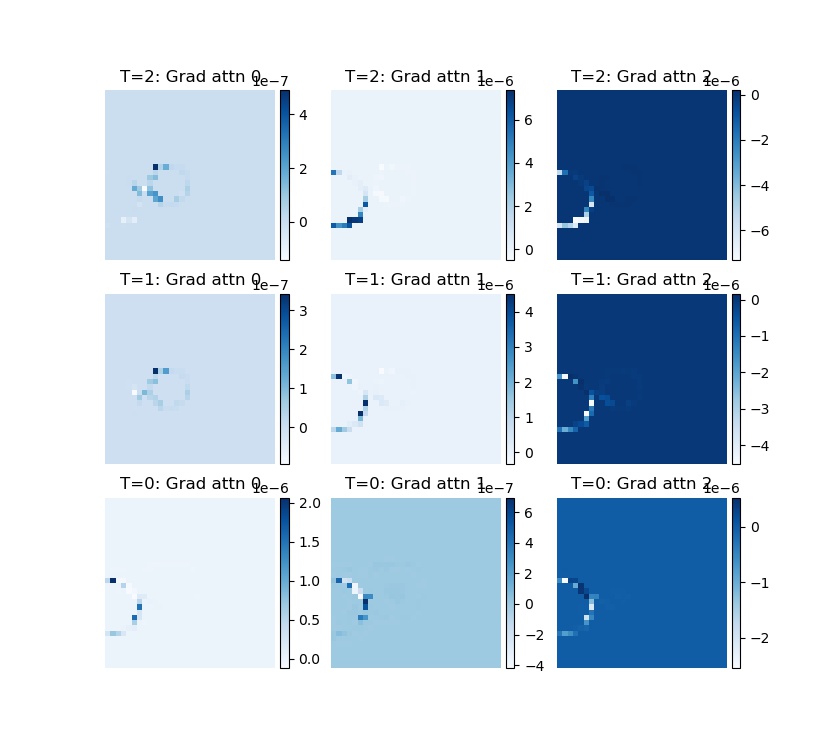 T=2: Grad attn 0
1e−7
T=2: Grad attn 1
1e−6
T=2: Grad attn 2
1e−6
4
2
0
6
4
2
0
0
−2
−4
−6
T=1: Grad attn 0
1e−7
T=1: Grad attn 1
1e−6
T=1: Grad attn 2
1e−6
3
2
1
0
4
3
2
1
0
0
−1
−2
−3
−4
T=0: Grad attn 0
1e−6
T=0: Grad attn 1
1e−7
T=0: Grad attn 2
1e−6
2.0
1.5
1.0
0.5
0.0
6
4
2
0
−2
−4
0
−1
−2